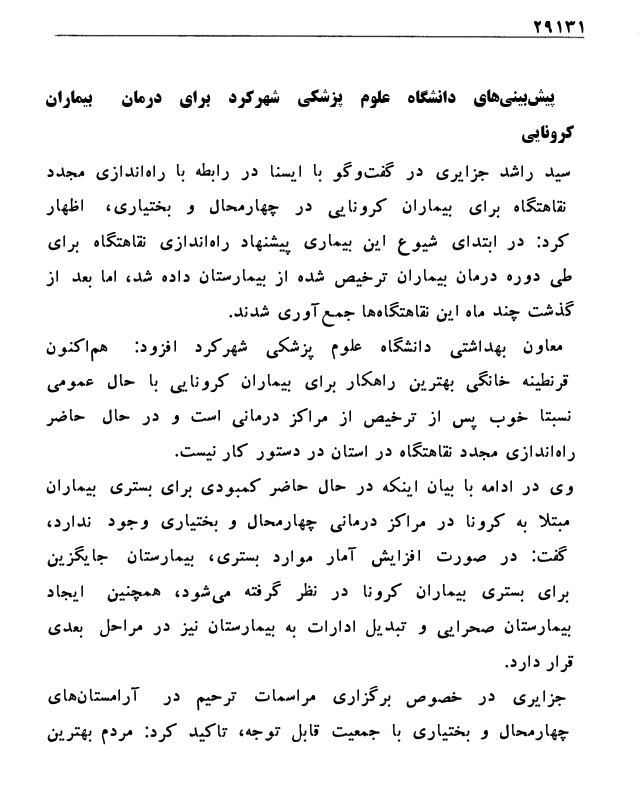 ۲۹۱۳۱
پیش‌بینی‌های دانشگاه علوم پزشکی شهرکرد برای درمان بیماران
کرونایی
سید راشد جزایری در گفت‌وگو با ایسنا در رابطه با راه‌اندازی مجدد
نقاهتگاه برای بیماران کرونایی در چهارمحال و بختیاری، اظهار
کرد: در ابتدای شیوع این بیماری پیشنهاد راه‌اندازی نقاهتگاه برای
طی دوره درمان بیماران ترخیص شده از بیمارستان داده شد، اما بعد از
گذشت چند ماه این نقاهتگاه‌ها جمع‌آوری شدند.
معاون بهداشتی دانشگاه علوم پزشکی شهرکرد افزود: هم‌اکنون
قرنطینه خانگی بهترین راهکار برای بیماران کرونایی با حال عمومی
نسبتا خوب پس از ترخیص از مراکز درمانی است و در حال حاضر
راه‌اندازی مجدد نقاهتگاه در استان در دستور کار نیست.
وی در ادامه با بیان اینکه در حال حاضر کمبودی برای بستری بیماران
مبتلا به کرونا در مراکز درمانی چهارمحال و بختیاری وجود ندارد،
گفت: در صورت افزایش آمار موارد بستری، بیمارستان جایگزین
برای بستری بیماران کرونا در نظر گرفته می‌شود، همچنین ایجاد
بیمارستان صحرایی و تبدیل ادارات به بیمارستان نیز در مراحل بعدی
قرار دارد.
جزایری در خصوص برگزاری مراسمات ترحیم در آرامستان‌های
چهارمحال و بختیاری با جمعیت قابل توجه، تاکید کرد: مردم بهترین